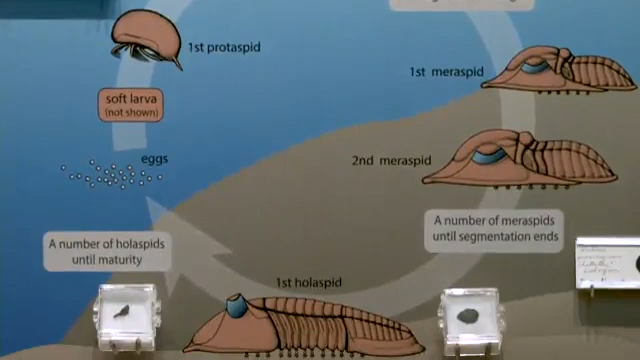 1st protaspid
1st meraspid
soft larva
(not shown)
eggs
2nd meraspid
A number of meraspids
until segmentation ends
A number of holaspids
until maturity
1st holaspid